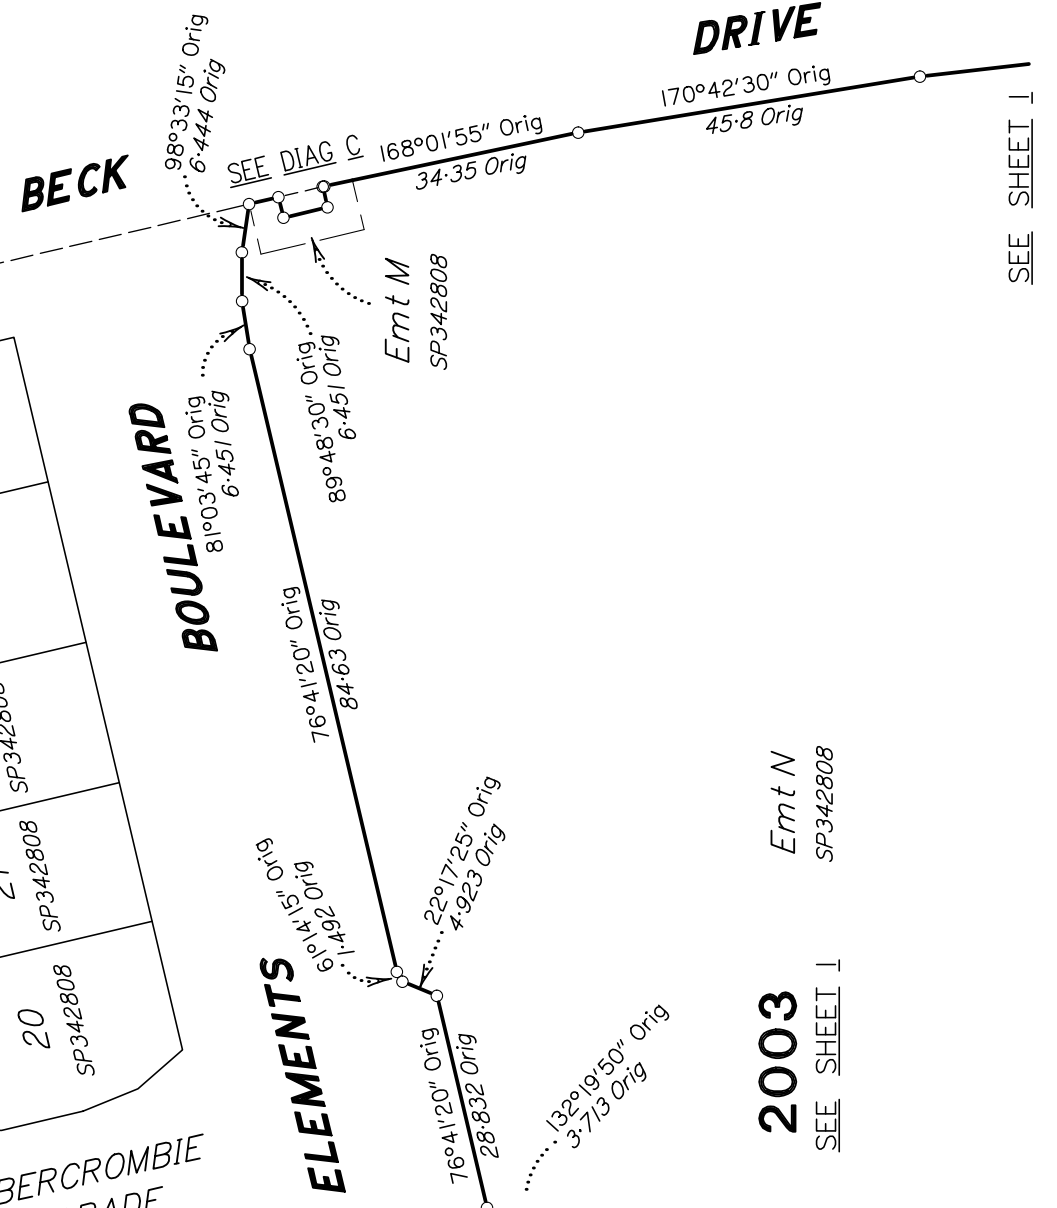 DRIVE
BECK
98°33'15" Orig
6·444 Orig
SEE DIAG C
168°01'55" Orig
34·35 Orig
170°42'30" Orig
45·8 Orig
SEE SHEET 1
Emt M
SP342808
89°48'30" Orig
6·451 Orig
81°03'45" Orig
6·451 Orig
BOULEVARD
76°41'20" Orig
84·63 Orig
SP342808
SP342808
20
SP342808
61°14'15" Orig
1·492 Orig
22°17'25" Orig
4·923 Orig
Emt N
SP342808
2003
SEE SHEET 1
ELEMENTS
76°41'20" Orig
28·832 Orig
132°19'50" Orig
3·713 Orig
BERCROMBIE